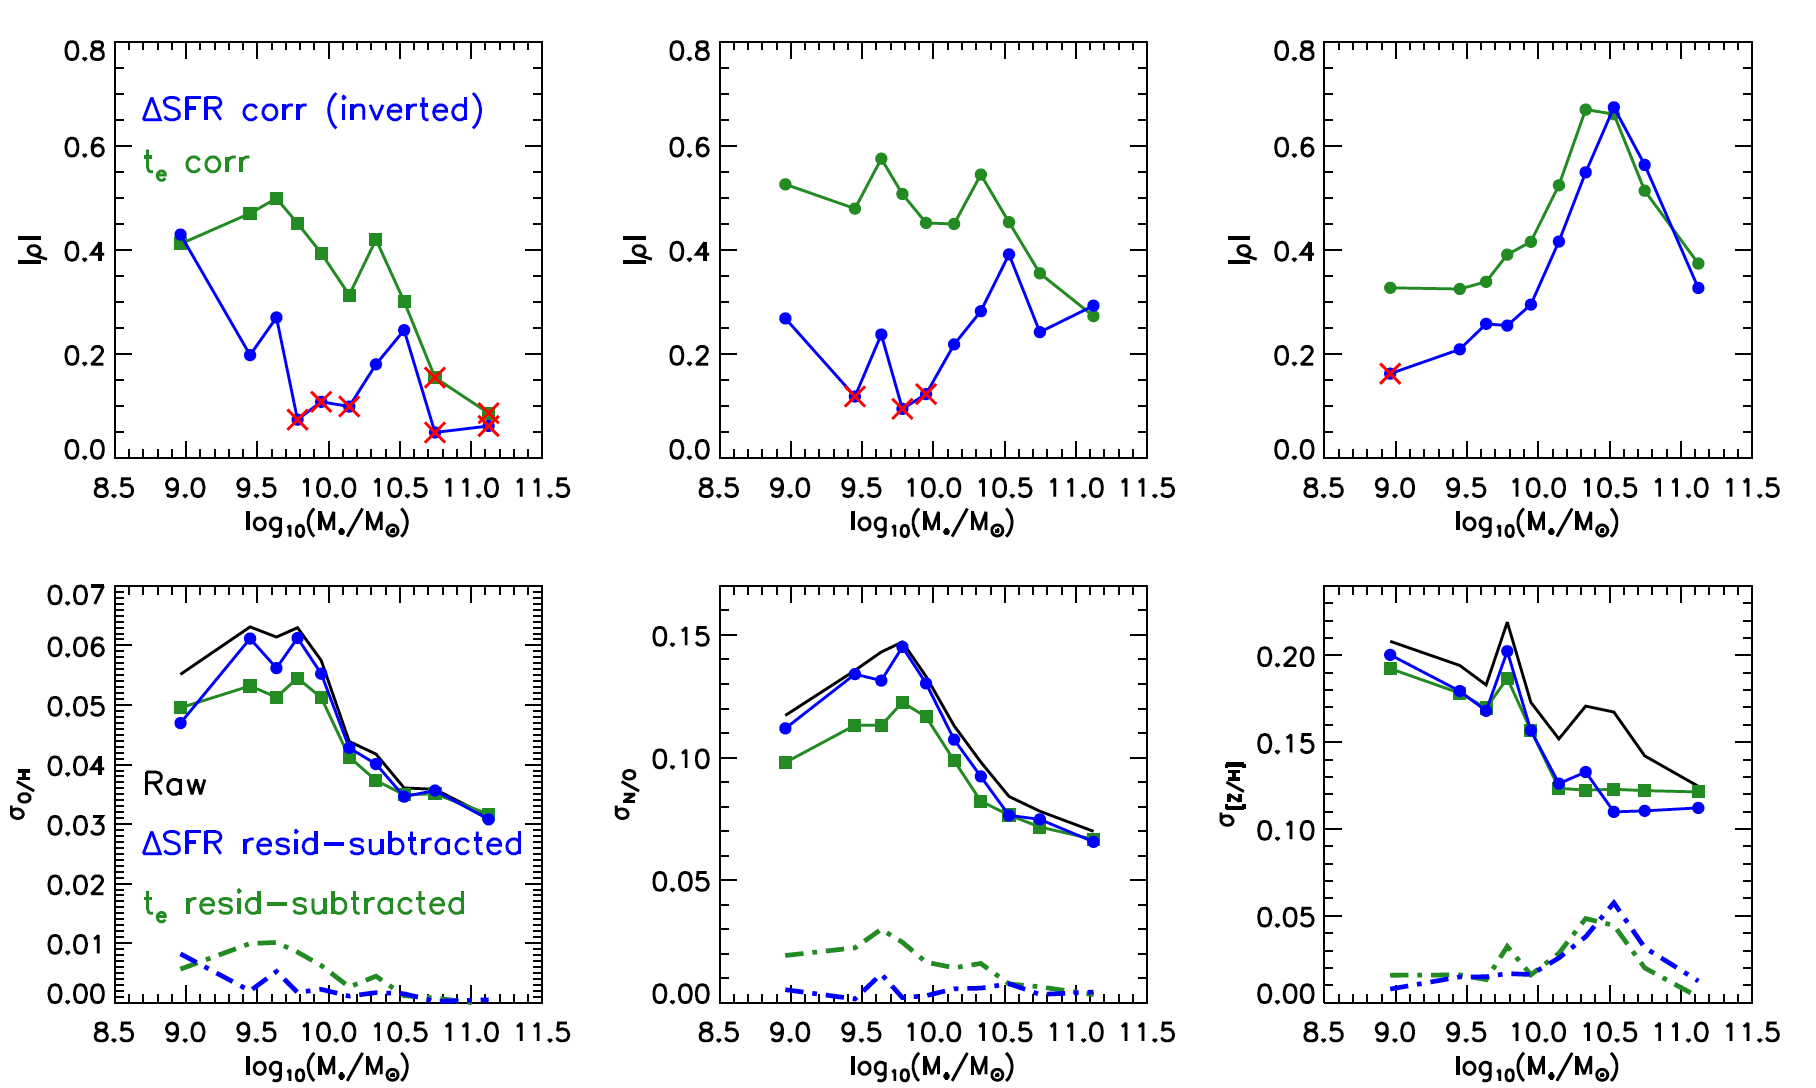 0.8
0.6
0.4
0.2
0.0
|ρ|
ΔSFR corr (inverted)
tₑ corr
8.5 9.0 9.5 10.0 10.5 11.0 11.5
log₁₀(M⋆/M☉)
0.8
0.6
0.4
0.2
0.0
|ρ|
8.5 9.0 9.5 10.0 10.5 11.0 11.5
log₁₀(M⋆/M☉)
0.8
0.6
0.4
0.2
0.0
|ρ|
8.5 9.0 9.5 10.0 10.5 11.0 11.5
log₁₀(M⋆/M☉)
0.07
0.06
0.05
0.04
0.03
0.02
0.01
0.00
σ_O/H
Raw
ΔSFR resid-subtracted
tₑ resid-subtracted
8.5 9.0 9.5 10.0 10.5 11.0 11.5
log₁₀(M⋆/M☉)
0.15
0.10
0.05
0.00
σ_N/O
8.5 9.0 9.5 10.0 10.5 11.0 11.5
log₁₀(M⋆/M☉)
0.20
0.15
0.10
0.05
0.00
σ_[Z/H]
8.5 9.0 9.5 10.0 10.5 11.0 11.5
log₁₀(M⋆/M☉)